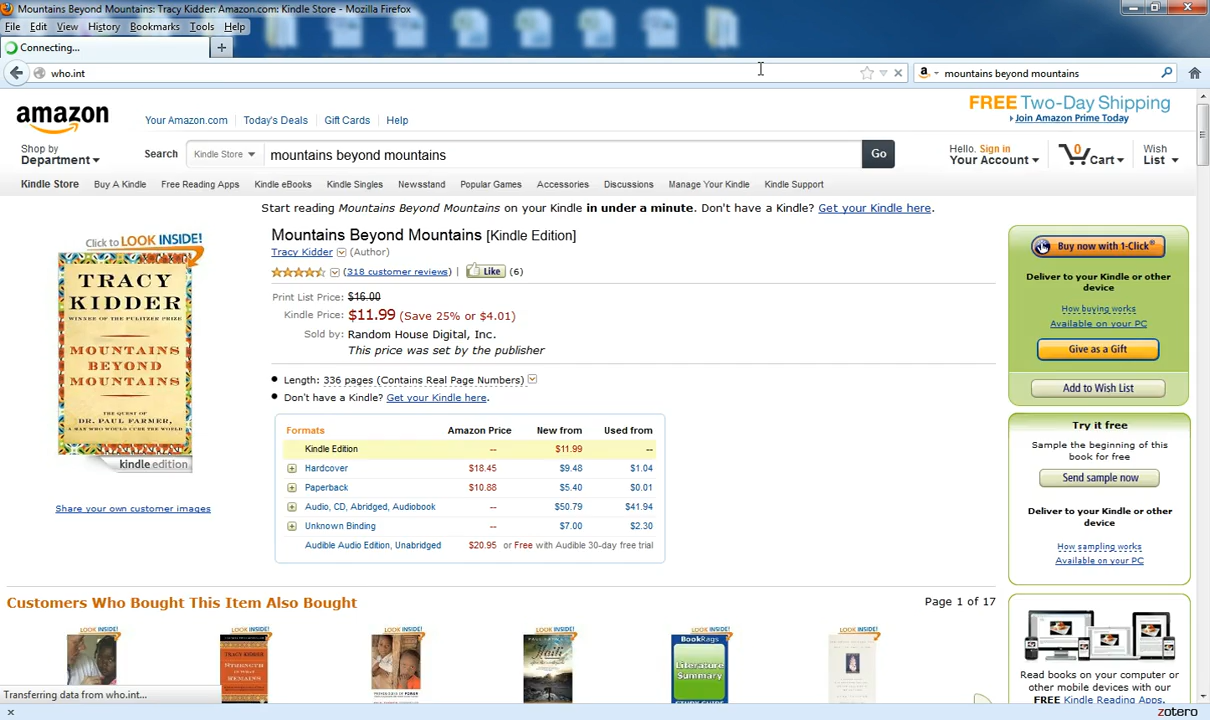 Mountains Beyond Mountains: Tracy Kidder: Amazon.com: Kindle Store - Mozilla Firefox
File Edit View History Bookmarks Tools Help
Connecting...
who.int
mountains beyond mountains
amazon
Your Amazon.com Today's Deals Gift Cards Help
FREE Two-Day Shipping
Join Amazon Prime Today
Shop by
Department
Search Kindle Store mountains beyond mountains Go
Hello. Sign in
Your Account
0
Cart
Wish
List
Kindle Store Buy A Kindle Free Reading Apps Kindle eBooks Kindle Singles Newsstand Popular Games Accessories Discussions Manage Your Kindle Kindle Support
Start reading Mountains Beyond Mountains on your Kindle in under a minute. Don't have a Kindle? Get your Kindle here.
Click to LOOK INSIDE!
TRACY
KIDDER
WINNER OF THE PULITZER PRIZE
MOUNTAINS
BEYOND
MOUNTAINS
THE QUEST OF
DR. PAUL FARMER,
A MAN WHO WOULD CURE THE WORLD
kindle edition
Share your own customer images
Mountains Beyond Mountains [Kindle Edition]
Tracy Kidder (Author)
(318 customer reviews) | Like (6)
Print List Price: $16.00
Kindle Price: $11.99 (Save 25% or $4.01)
Sold by: Random House Digital, Inc.
This price was set by the publisher
Length: 336 pages (Contains Real Page Numbers)
Don't have a Kindle? Get your Kindle here.
Formats Amazon Price New from Used from
Kindle Edition -- $11.99 --
Hardcover $18.45 $9.48 $1.04
Paperback $10.88 $5.40 $0.01
Audio, CD, Abridged, Audiobook -- $50.79 $41.94
Unknown Binding -- $7.00 $2.30
Audible Audio Edition, Unabridged $20.95 or Free with Audible 30-day free trial
Buy now with 1-Click®
Deliver to your Kindle or other
device
How buying works
Available on your PC
Give as a Gift
Add to Wish List
Try it free
Sample the beginning of this
book for free
Send sample now
Deliver to your Kindle or other
device
How sampling works
Available on your PC
Read books on your computer or
other mobile devices with our
FREE Kindle Reading Apps.
Customers Who Bought This Item Also Bought
Page 1 of 17
LOOK INSIDE!
LOOK INSIDE!
TRACY KIDDER
STRENGTH
IN WHAT
REMAINS
LOOK INSIDE!
LOOK INSIDE!
Haiti
LOOK INSIDE!
BookRags
Literature
Summary
LOOK INSIDE!
Transferring data from who.int...
zotero